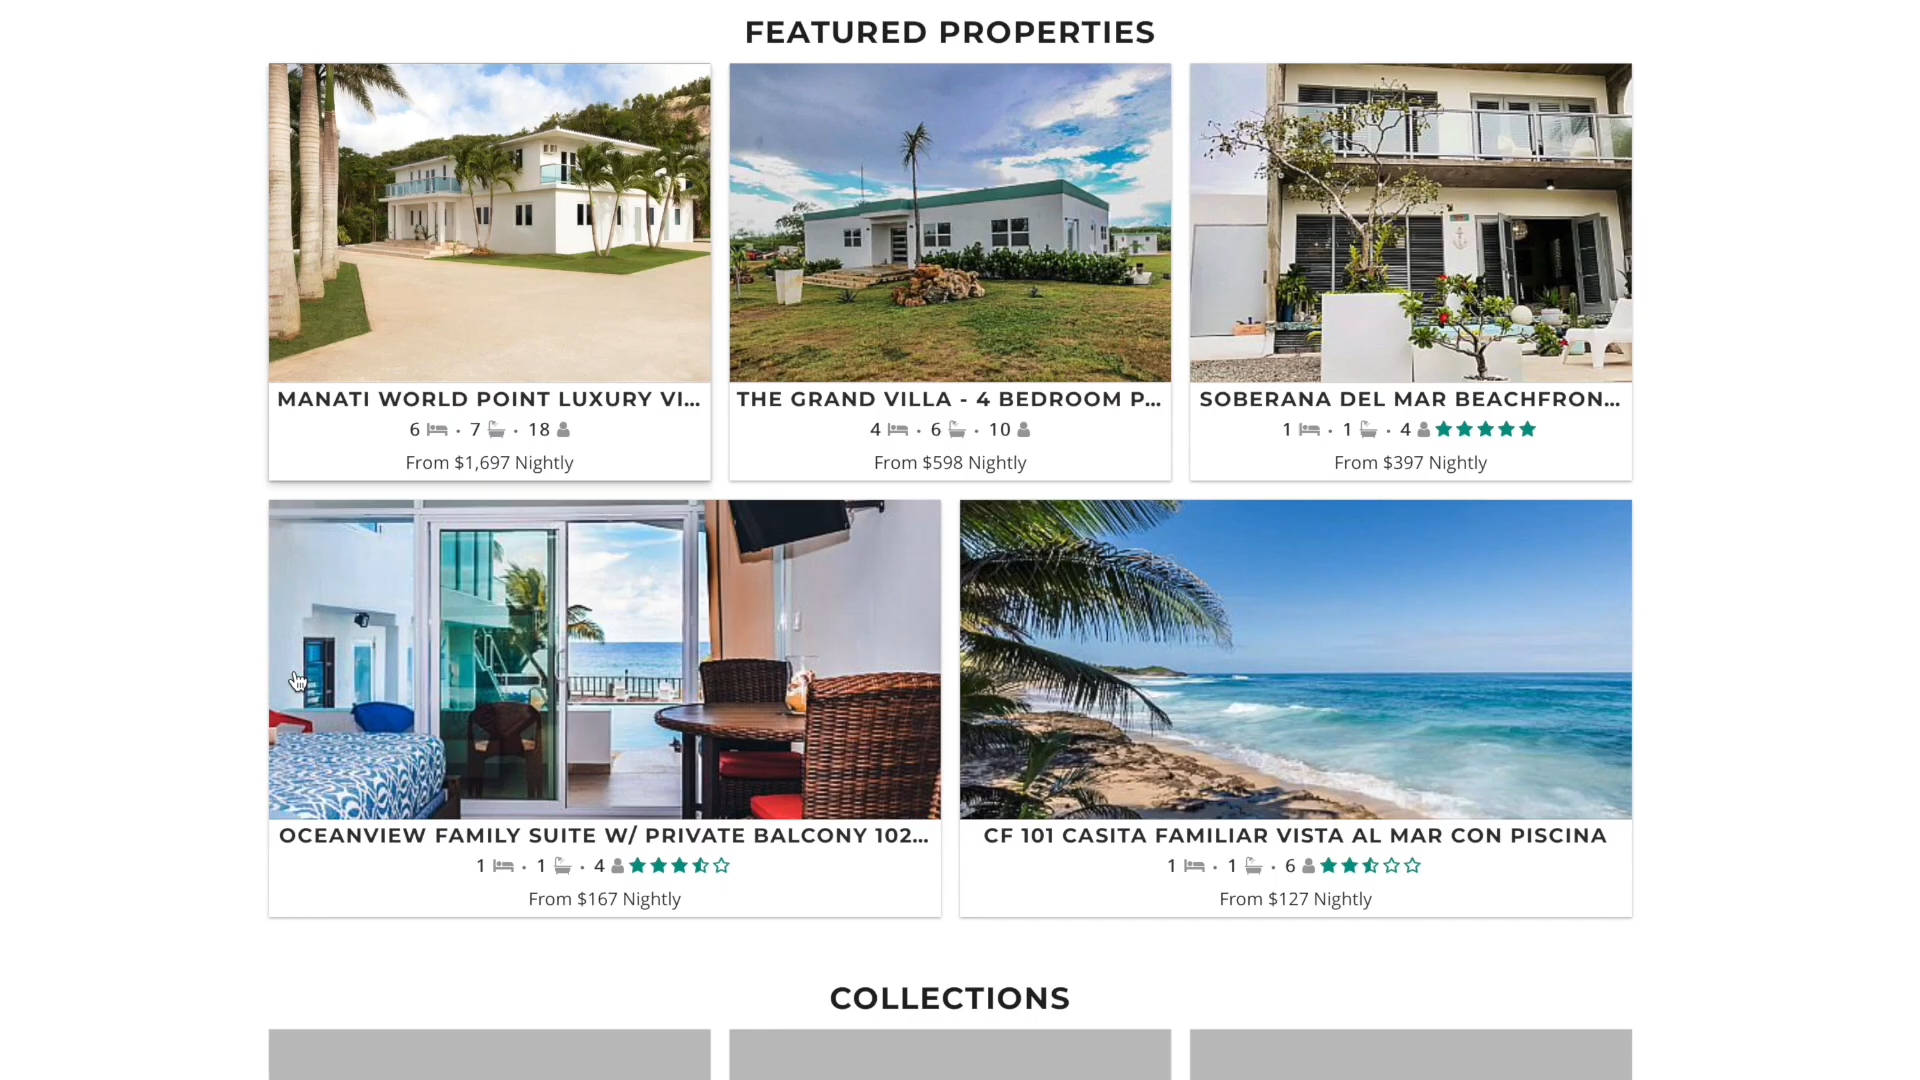 FEATURED PROPERTIES
MANATI WORLD POINT LUXURY VI...
6 · 7 · 18
From $1,697 Nightly
THE GRAND VILLA - 4 BEDROOM P...
4 · 6 · 10
From $598 Nightly
SOBERANA DEL MAR BEACHFRON...
1 · 1 · 4
From $397 Nightly
OCEANVIEW FAMILY SUITE W/ PRIVATE BALCONY 102...
1 · 1 · 4
From $167 Nightly
CF 101 CASITA FAMILIAR VISTA AL MAR CON PISCINA
1 · 1 · 6
From $127 Nightly
COLLECTIONS